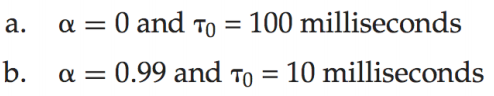 a. α = 0 and τ0 = 100 milliseconds
b. α = 0.99 and τ0 = 10 milliseconds